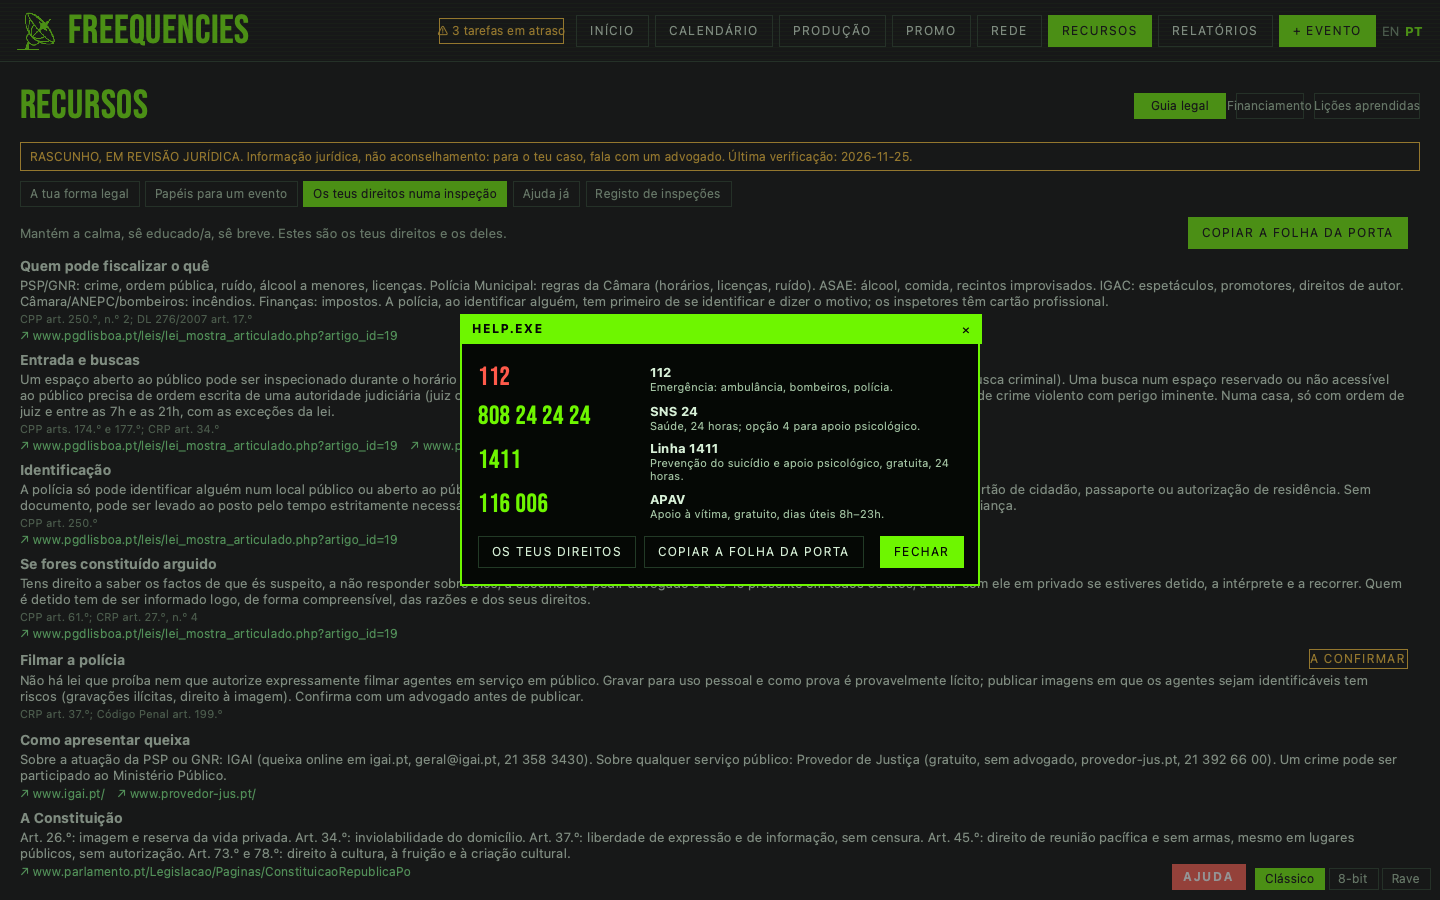 FREEQUENCIES
⚠ 3 tarefas em atraso
INÍCIO
CALENDÁRIO
PRODUÇÃO
PROMO
REDE
RECURSOS
RELATÓRIOS
+ EVENTO
EN PT
RECURSOS
Guia legal
Financiamento
Lições aprendidas
RASCUNHO, EM REVISÃO JURÍDICA. Informação jurídica, não aconselhamento: para o teu caso, fala com um advogado. Última verificação: 2026-11-25.
A tua forma legal
Papéis para um evento
Os teus direitos numa inspeção
Ajuda já
Registo de inspeções
Mantém a calma, sê educado/a, sê breve. Estes são os teus direitos e os deles.
COPIAR A FOLHA DA PORTA
Quem pode fiscalizar o quê
PSP/GNR: crime, ordem pública, ruído, álcool a menores, licenças. Polícia Municipal: regras da Câmara (horários, licenças, ruído). ASAE: álcool, comida, recintos improvisados. IGAC: espetáculos, promotores, direitos de autor.
Câmara/ANEPC/bombeiros: incêndios. Finanças: impostos. A polícia, ao identificar alguém, tem primeiro de se identificar e dizer o motivo; os inspetores têm cartão profissional.
CPP art. 250.º, n.º 2; DL 276/2007 art. 17.º
↗ www.pgdlisboa.pt/leis/lei_mostra_articulado.php?artigo_id=19
Entrada e buscas
Um espaço aberto ao público pode ser inspecionado durante o horário
usca criminal). Uma busca num espaço reservado ou não acessível
ao público precisa de ordem escrita de uma autoridade judiciária (juiz
de crime violento com perigo iminente. Numa casa, só com ordem de
juiz e entre as 7h e as 21h, com as exceções da lei.
CPP arts. 174.º e 177.º; CRP art. 34.º
↗ www.pgdlisboa.pt/leis/lei_mostra_articulado.php?artigo_id=19 ↗ www.p
Identificação
A polícia só pode identificar alguém num local público ou aberto ao púb
rtão de cidadão, passaporte ou autorização de residência. Sem
documento, pode ser levado ao posto pelo tempo estritamente necess
iança.
CPP art. 250.º
↗ www.pgdlisboa.pt/leis/lei_mostra_articulado.php?artigo_id=19
Se fores constituído arguido
Tens direito a saber os factos de que és suspeito, a não responder sobre eles, a escolher ou pedir advogado e a tê-lo presente em todos os atos, a falar com ele em privado se estiveres detido, a intérprete e a recorrer. Quem
é detido tem de ser informado logo, de forma compreensível, das razões e dos seus direitos.
CPP art. 61.º; CRP art. 27.º, n.º 4
↗ www.pgdlisboa.pt/leis/lei_mostra_articulado.php?artigo_id=19
Filmar a polícia
A CONFIRMAR
Não há lei que proíba nem que autorize expressamente filmar agentes em serviço em público. Gravar para uso pessoal e como prova é provavelmente lícito; publicar imagens em que os agentes sejam identificáveis tem
riscos (gravações ilícitas, direito à imagem). Confirma com um advogado antes de publicar.
CRP art. 37.º; Código Penal art. 199.º
Como apresentar queixa
Sobre a atuação da PSP ou GNR: IGAI (queixa online em igai.pt, geral@igai.pt, 21 358 3430). Sobre qualquer serviço público: Provedor de Justiça (gratuito, sem advogado, provedor-jus.pt, 21 392 66 00). Um crime pode ser
participado ao Ministério Público.
↗ www.igai.pt/ ↗ www.provedor-jus.pt/
A Constituição
Art. 26.º: imagem e reserva da vida privada. Art. 34.º: inviolabilidade do domicílio. Art. 37.º: liberdade de expressão e de informação, sem censura. Art. 45.º: direito de reunião pacífica e sem armas, mesmo em lugares
públicos, sem autorização. Art. 73.º e 78.º: direito à cultura, à fruição e à criação cultural.
↗ www.parlamento.pt/Legislacao/Paginas/ConstituicaoRepublicaPo
HELP.EXE
×
112
112
Emergência: ambulância, bombeiros, polícia.
808 24 24 24
SNS 24
Saúde, 24 horas; opção 4 para apoio psicológico.
1411
Linha 1411
Prevenção do suicídio e apoio psicológico, gratuita, 24
horas.
116 006
APAV
Apoio à vítima, gratuito, dias úteis 8h–23h.
OS TEUS DIREITOS
COPIAR A FOLHA DA PORTA
FECHAR
AJUDA
Clássico
8-bit
Rave